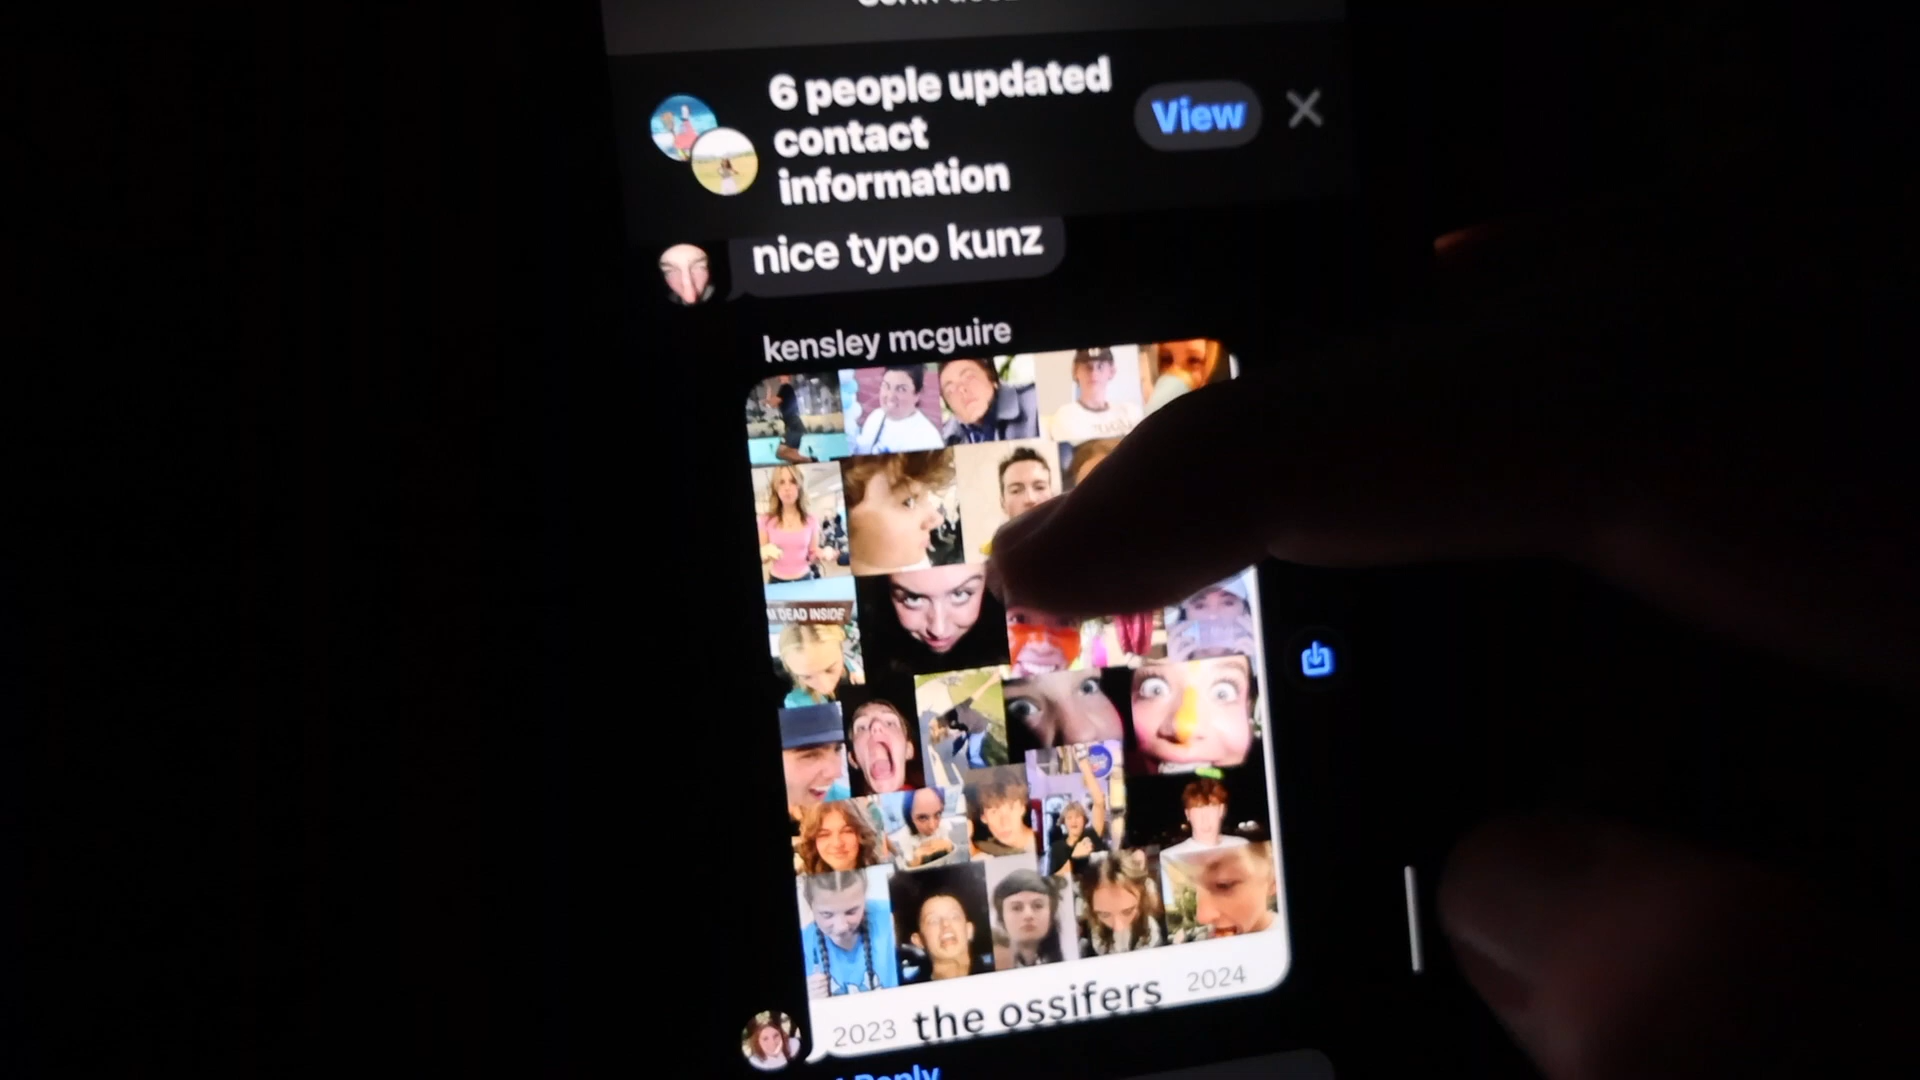 6 people updated
contact
information
View
nice typo kunz
kensley mcguire
DEAD INSIDE
2023 the ossifers 2024
Reply